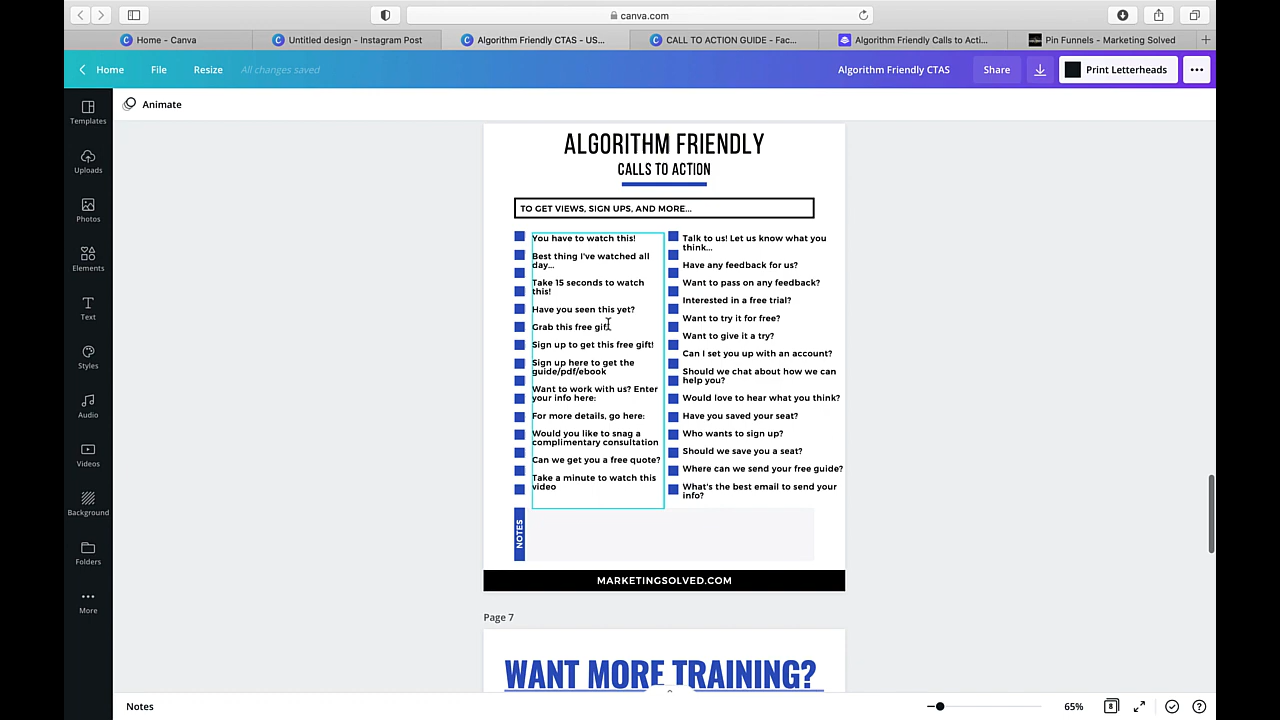 canva.com
Home - Canva
Untitled design - Instagram Post
Algorithm Friendly CTAS - US...
CALL TO ACTION GUIDE - Fac...
Algorithm Friendly Calls to Acti...
Pin Funnels - Marketing Solved
Home
File
Resize
All changes saved
Algorithm Friendly CTAS
Share
Print Letterheads
Animate
Templates
Uploads
Photos
Elements
Text
Styles
Audio
Videos
Background
Folders
More
ALGORITHM FRIENDLY
CALLS TO ACTION
TO GET VIEWS, SIGN UPS, AND MORE...
You have to watch this!
Best thing I've watched all
day...
Take 15 seconds to watch
this!
Have you seen this yet?
Grab this free gift
Sign up to get this free gift!
Sign up here to get the
guide/pdf/ebook
Want to work with us? Enter
your info here:
For more details, go here:
Would you like to snag a
complimentary consultation
Can we get you a free quote?
Take a minute to watch this
video
Talk to us! Let us know what you
think...
Have any feedback for us?
Want to pass on any feedback?
Interested in a free trial?
Want to try it for free?
Want to give it a try?
Can I set you up with an account?
Should we chat about how we can
help you?
Would love to hear what you think?
Have you saved your seat?
Who wants to sign up?
Should we save you a seat?
Where can we send your free guide?
What's the best email to send your
info?
NOTES
MARKETINGSOLVED.COM
Page 7
WANT MORE TRAINING?
Notes
65%
8